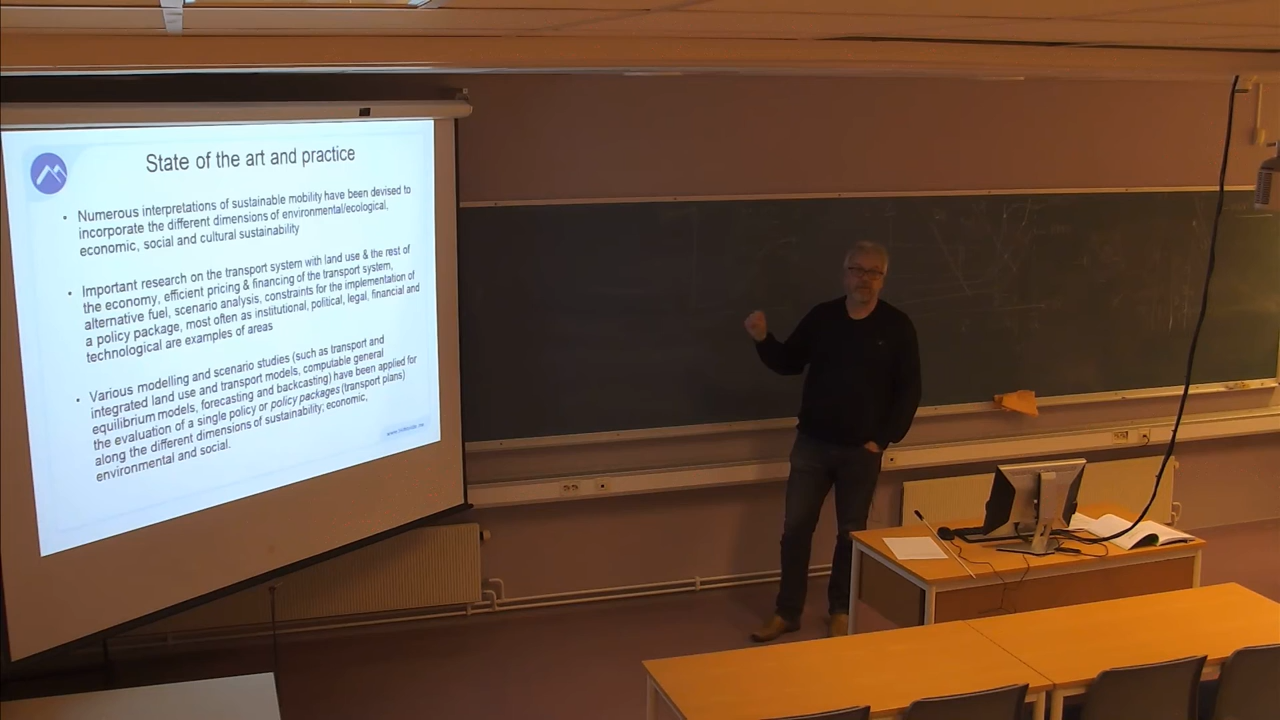 State of the art and practice
• Numerous interpretations of sustainable mobility have been devised to
incorporate the different dimensions of environmental/ecological,
economic, social and cultural sustainability
• Important research on the transport system with land use & the rest of
the economy, efficient pricing & financing of the transport system,
alternative fuel, scenario analysis, constraints for the implementation of
a policy package, most often as institutional, political, legal, financial and
technological are examples of areas
• Various modelling and scenario studies (such as transport and
integrated land use and transport models, computable general
equilibrium models, forecasting and backcasting) have been applied for
the evaluation of a single policy or policy packages (transport plans)
along the different dimensions of sustainability; economic,
environmental and social.